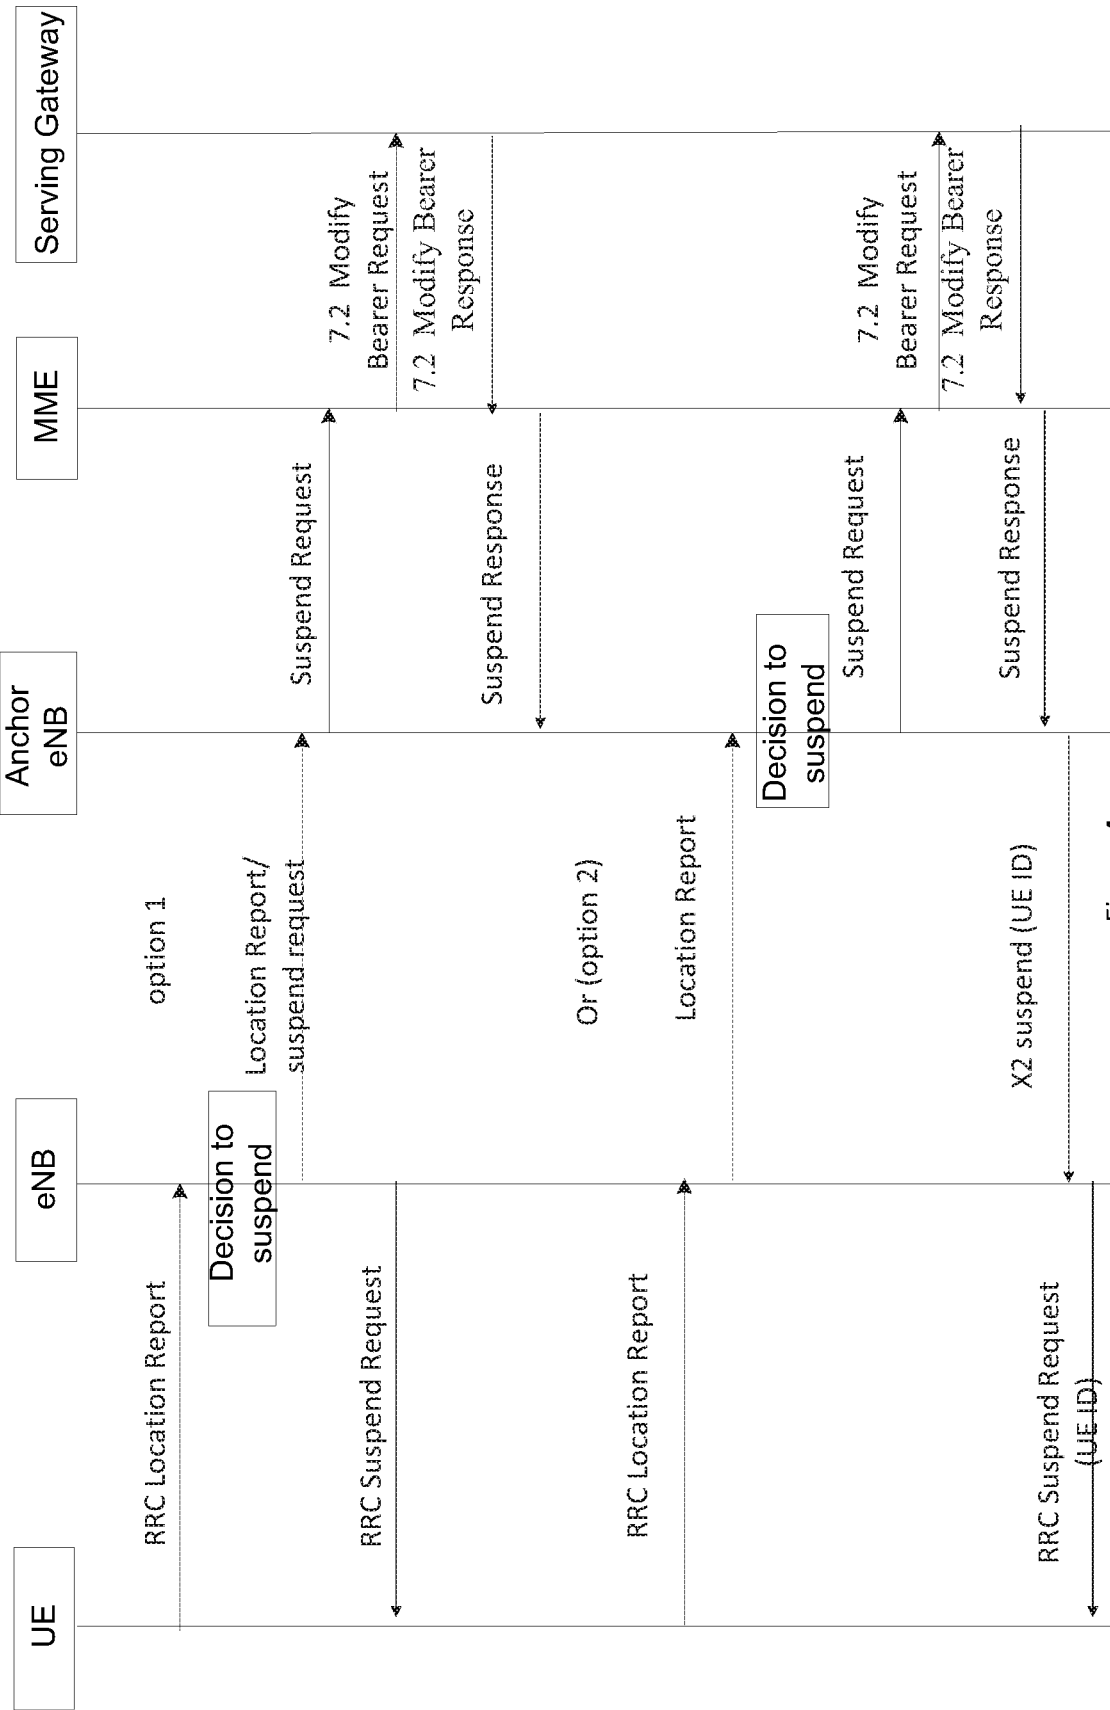 UE
eNB
Anchor
eNB
MME
Serving Gateway
option 1
RRC Location Report
Decision to
suspend
Location Report/
suspend request
Suspend Request
7.2 Modify
Bearer Request
7.2 Modify Bearer
Response
RRC Suspend Request
Suspend Response
Or (option 2)
RRC Location Report
Location Report
Decision to
suspend
Suspend Request
7.2 Modify
Bearer Request
7.2 Modify Bearer
Response
Suspend Response
X2 suspend (UE ID)
RRC Suspend Request
(UE ID)